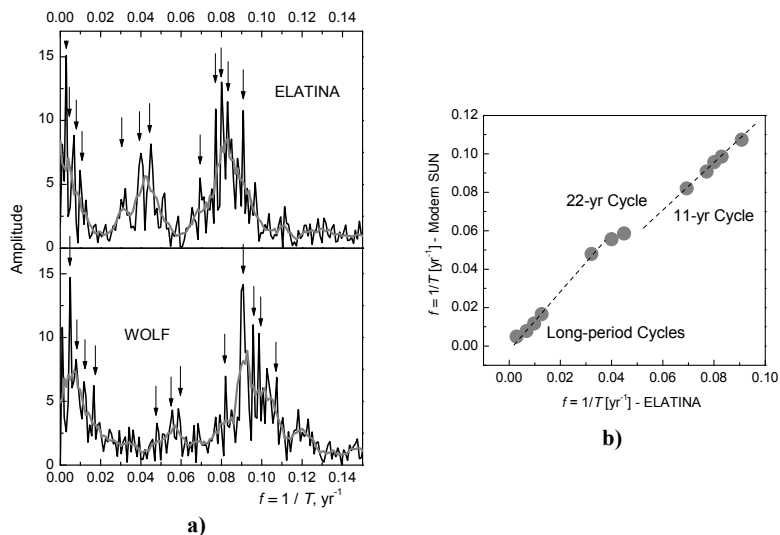 0.00 0.02 0.04 0.06 0.08 0.10 0.12 0.14
15
10
5
0
ELATINA
Amplitude
15
10
5
0
WOLF
0.00 0.02 0.04 0.06 0.08 0.10 0.12 0.14
f = 1 / T, yr-1
a)
0.12
0.10
0.08
0.06
0.04
0.02
0.00
f = 1/T [yr-1] - Modern SUN
22-yr Cycle
11-yr Cycle
Long-period Cycles
0.00 0.02 0.04 0.06 0.08 0.10
f = 1/T [yr-1] - ELATINA
b)